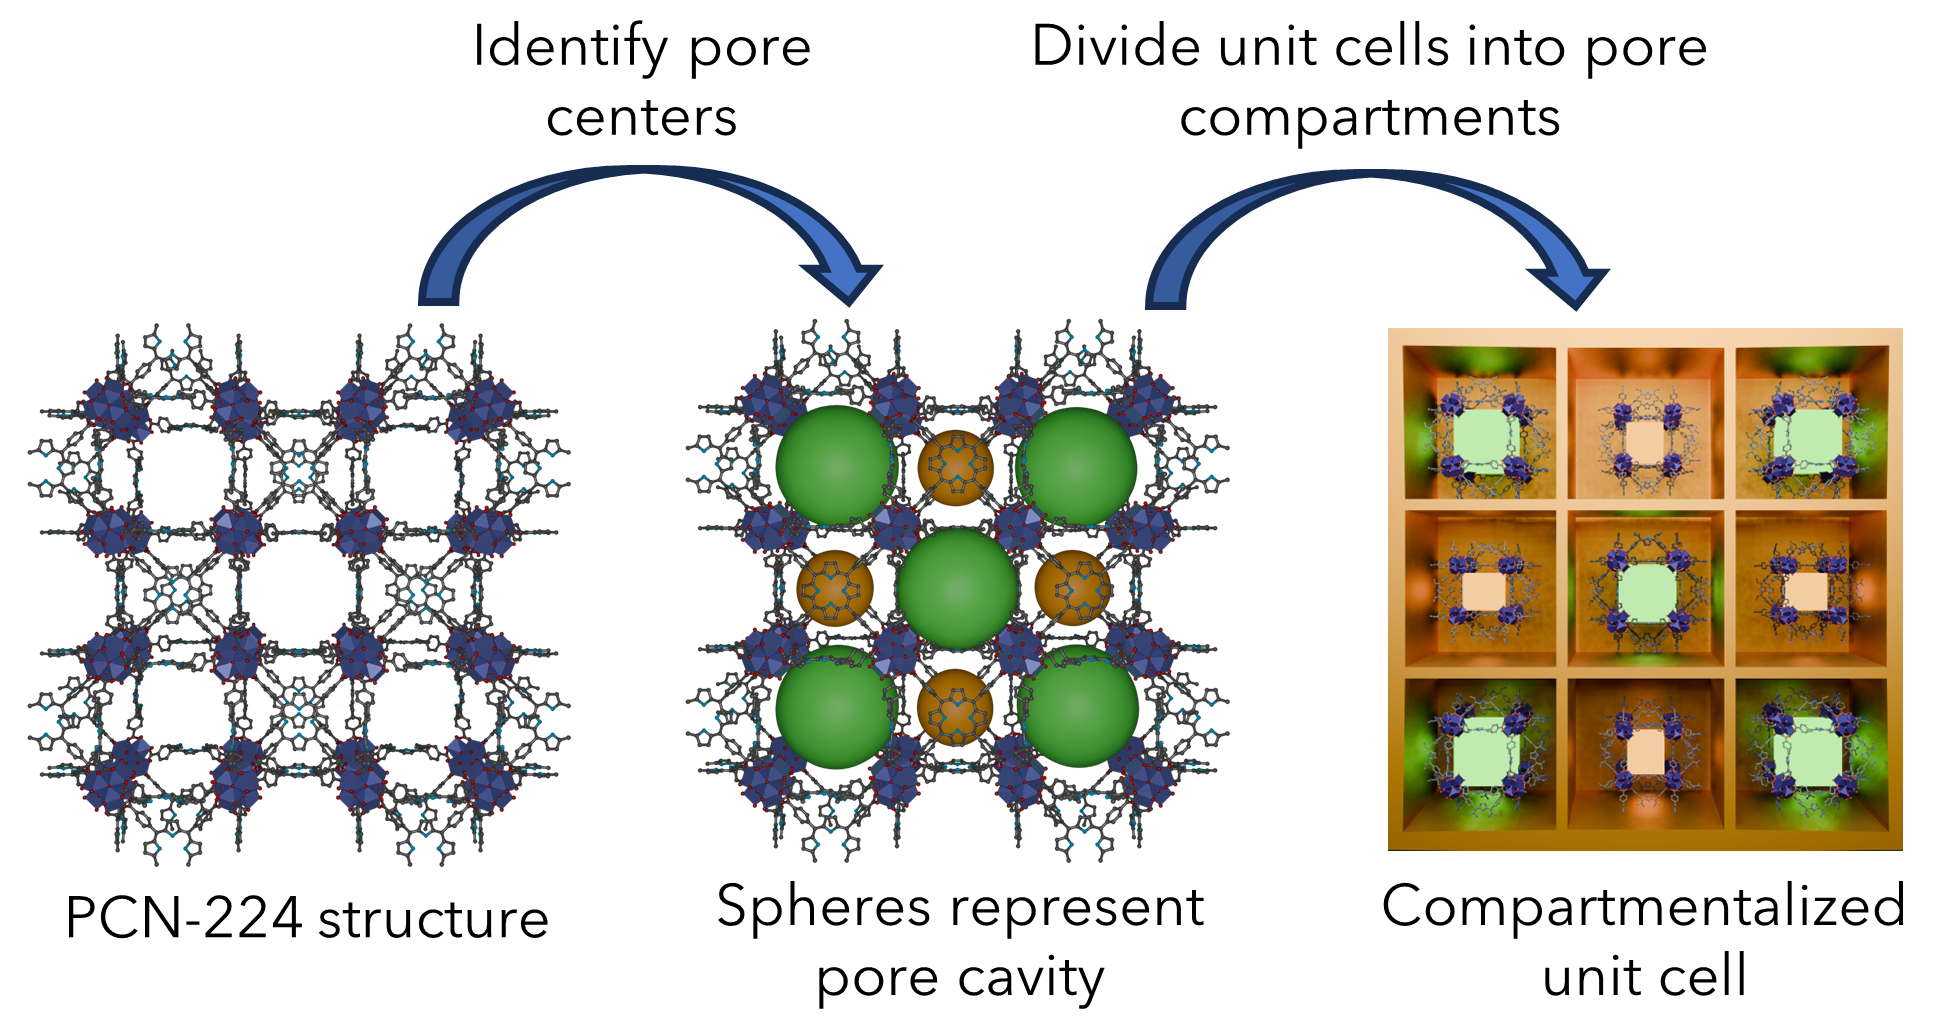 Identify pore
centers
Divide unit cells into pore
compartments
PCN-224 structure
Spheres represent
pore cavity
Compartmentalized
unit cell